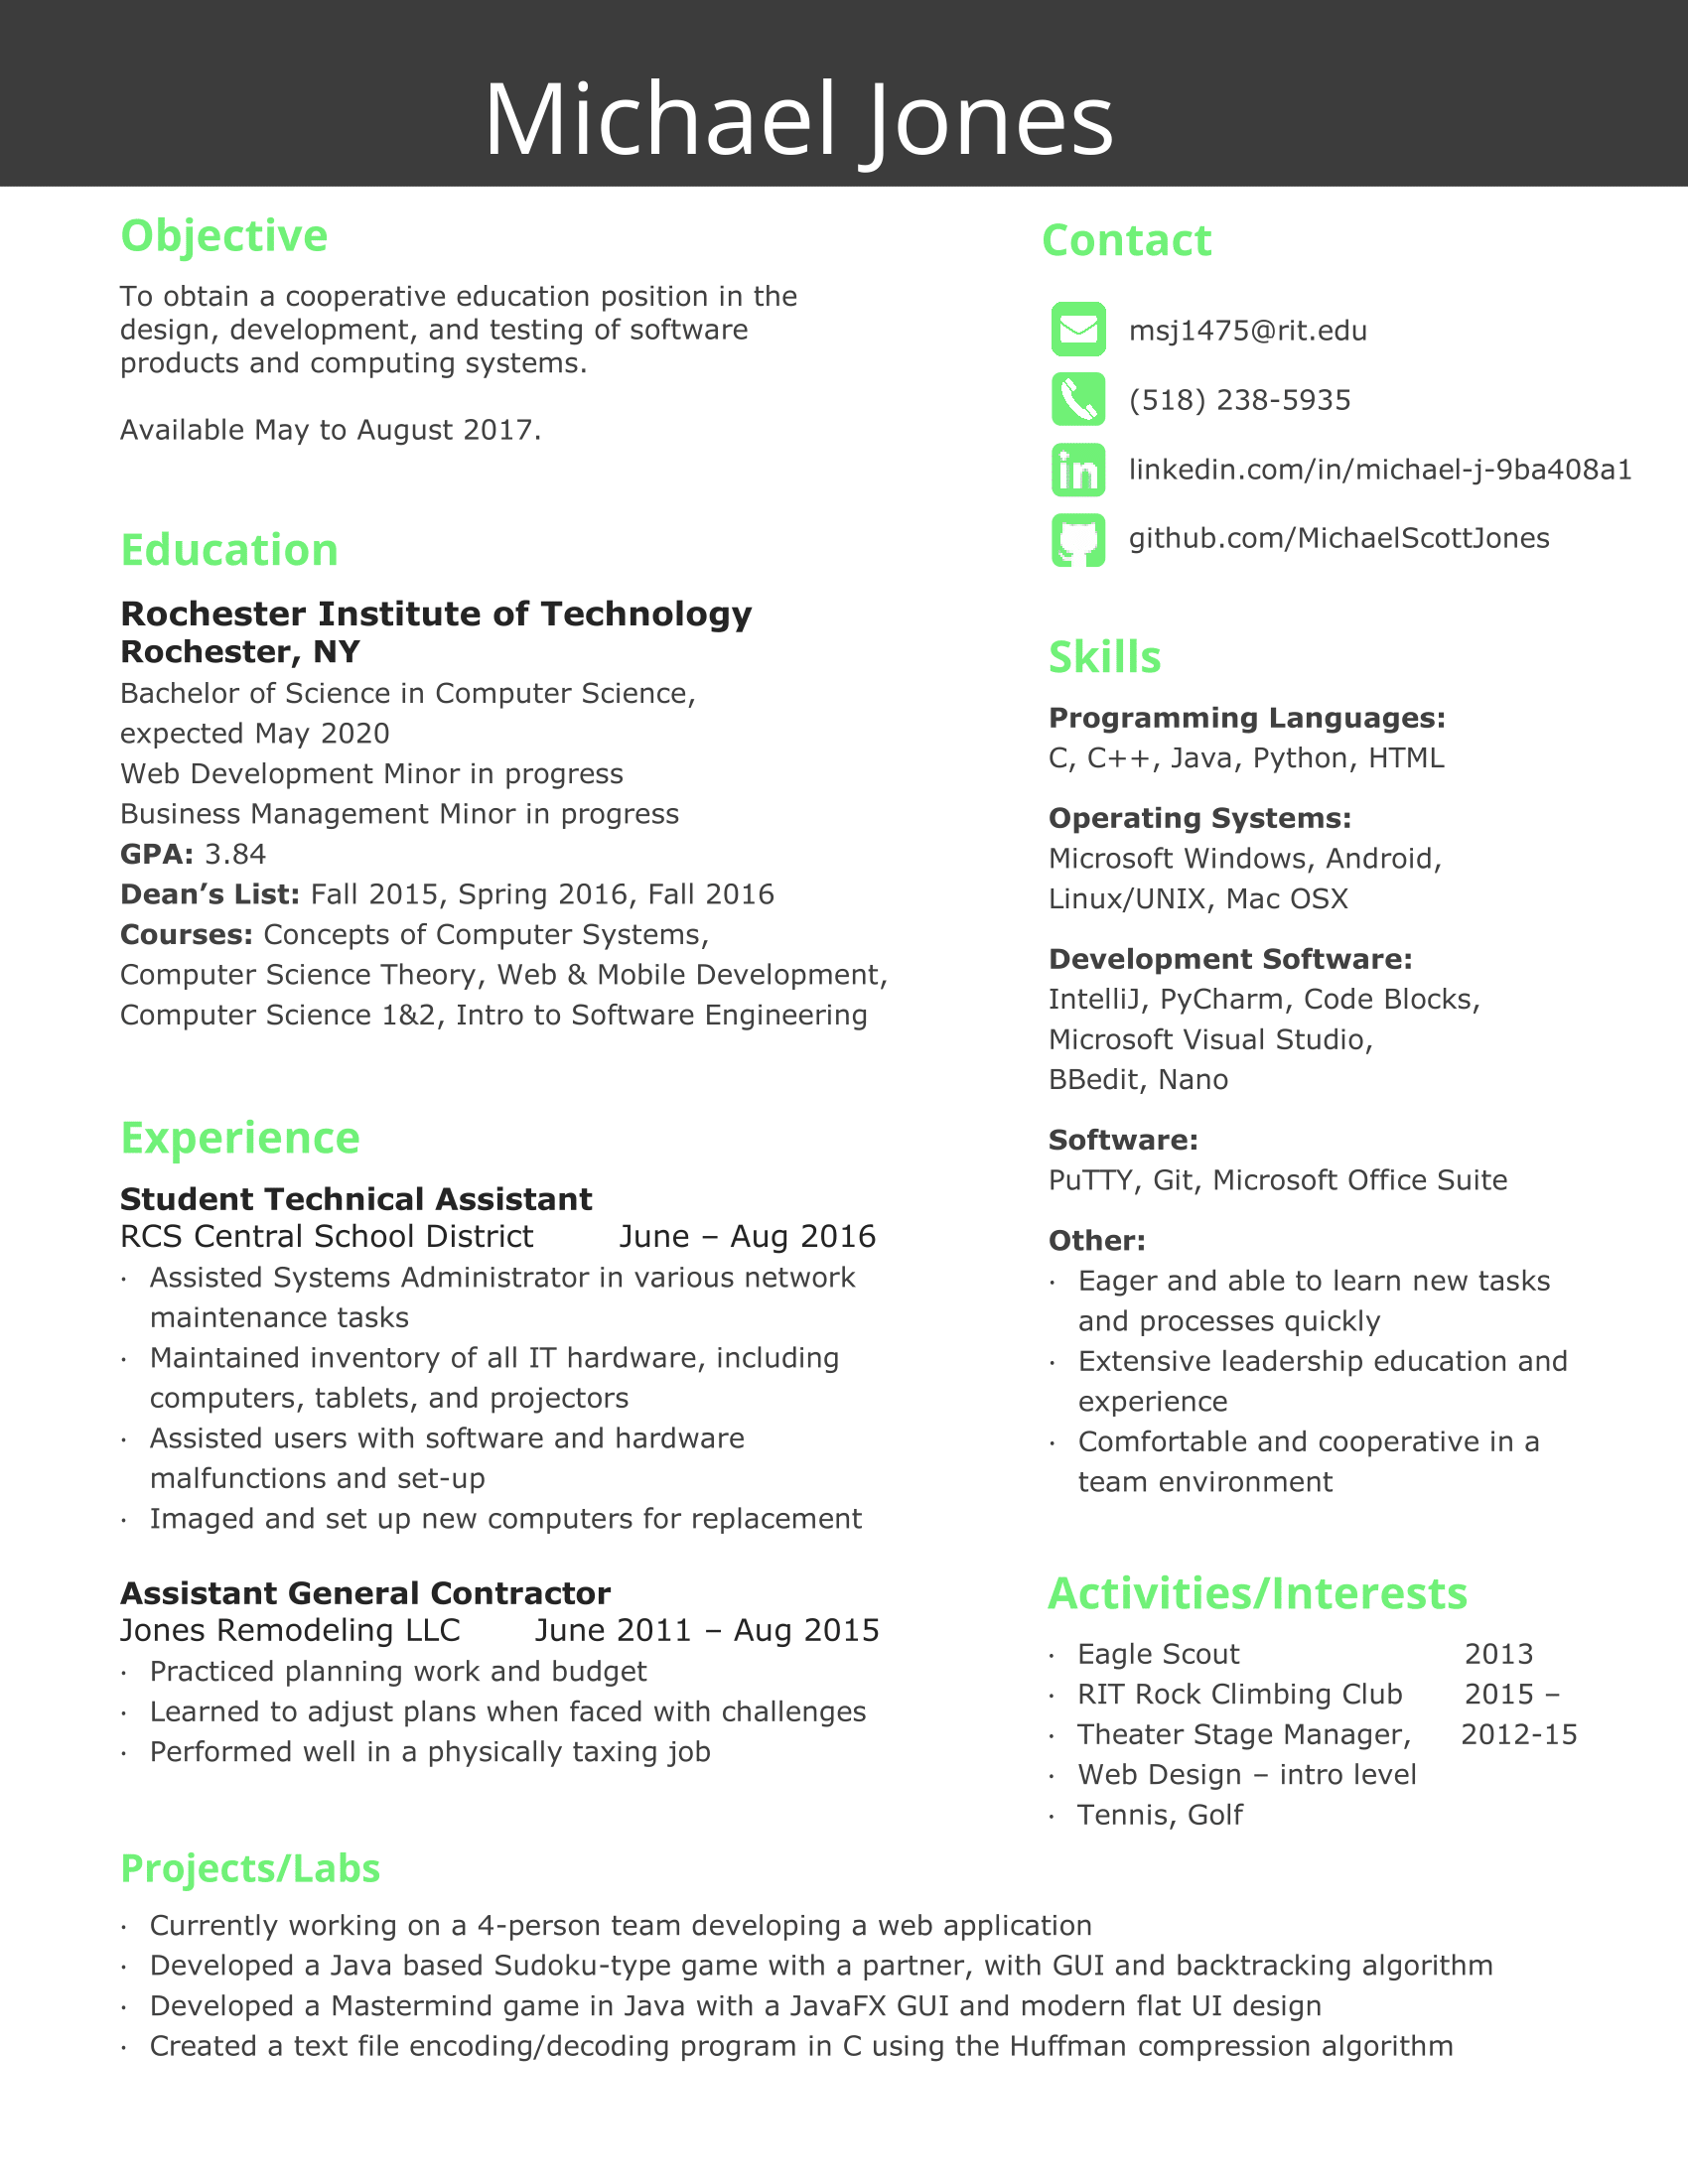 Michael Jones
Objective
To obtain a cooperative education position in the
design, development, and testing of software
products and computing systems.
Available May to August 2017.
Education
Rochester Institute of Technology
Rochester, NY
Bachelor of Science in Computer Science,
expected May 2020
Web Development Minor in progress
Business Management Minor in progress
GPA: 3.84
Dean’s List: Fall 2015, Spring 2016, Fall 2016
Courses: Concepts of Computer Systems,
Computer Science Theory, Web & Mobile Development,
Computer Science 1&2, Intro to Software Engineering
Experience
Student Technical Assistant
RCS Central School District June – Aug 2016
· Assisted Systems Administrator in various network
maintenance tasks
· Maintained inventory of all IT hardware, including
computers, tablets, and projectors
· Assisted users with software and hardware
malfunctions and set-up
· Imaged and set up new computers for replacement
Assistant General Contractor
Jones Remodeling LLC June 2011 – Aug 2015
· Practiced planning work and budget
· Learned to adjust plans when faced with challenges
· Performed well in a physically taxing job
Contact
msj1475@rit.edu
(518) 238-5935
in linkedin.com/in/michael-j-9ba408a1
github.com/MichaelScottJones
Skills
Programming Languages:
C, C++, Java, Python, HTML
Operating Systems:
Microsoft Windows, Android,
Linux/UNIX, Mac OSX
Development Software:
IntelliJ, PyCharm, Code Blocks,
Microsoft Visual Studio,
BBedit, Nano
Software:
PuTTY, Git, Microsoft Office Suite
Other:
· Eager and able to learn new tasks
and processes quickly
· Extensive leadership education and
experience
· Comfortable and cooperative in a
team environment
Activities/Interests
· Eagle Scout 2013
· RIT Rock Climbing Club 2015 –
· Theater Stage Manager, 2012-15
· Web Design – intro level
· Tennis, Golf
Projects/Labs
· Currently working on a 4-person team developing a web application
· Developed a Java based Sudoku-type game with a partner, with GUI and backtracking algorithm
· Developed a Mastermind game in Java with a JavaFX GUI and modern flat UI design
· Created a text file encoding/decoding program in C using the Huffman compression algorithm